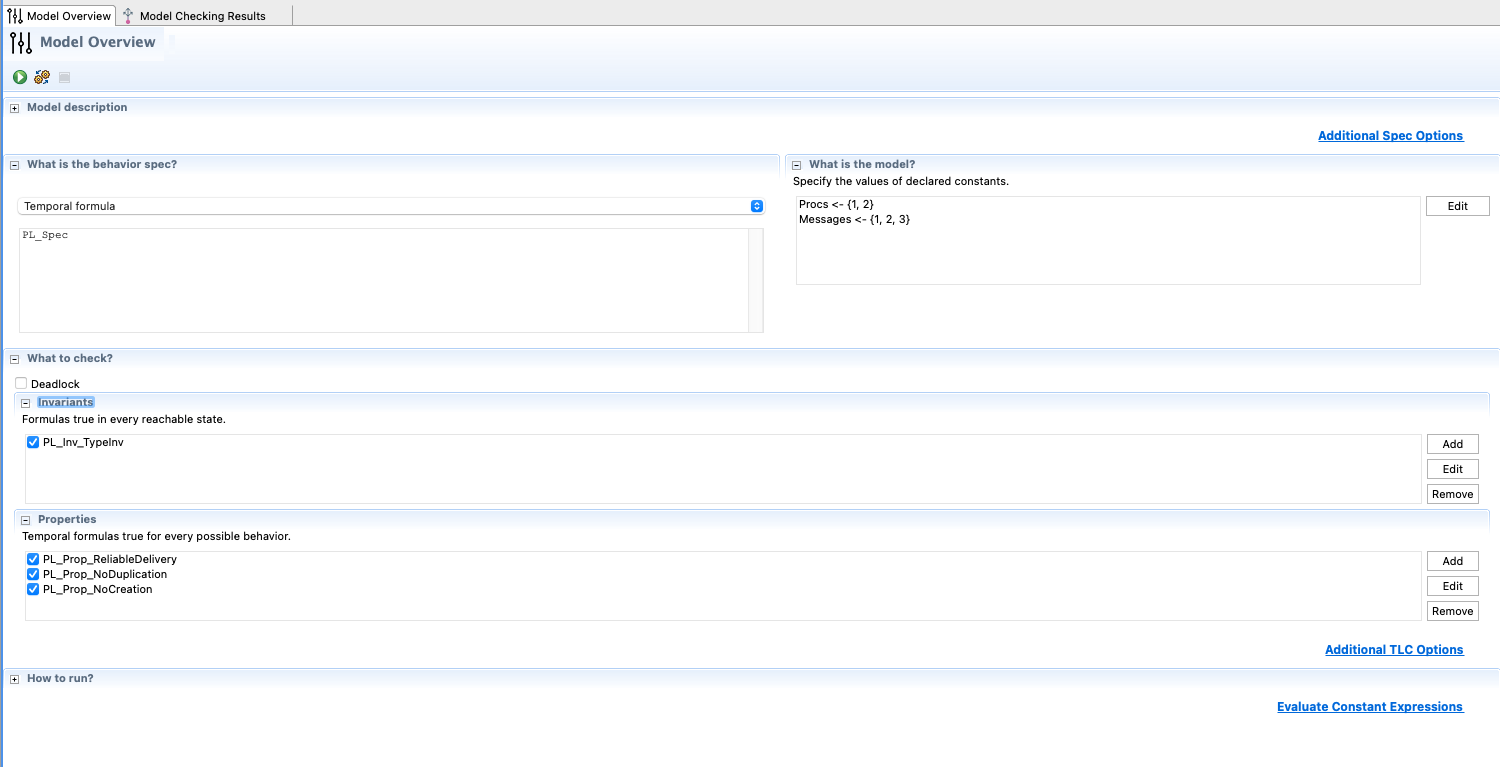 Model Overview
Model Checking Results
Model Overview
Model description
Additional Spec Options
What is the behavior spec?
Temporal formula
PL_Spec
What is the model?
Specify the values of declared constants.
Procs <- {1, 2}
Messages <- {1, 2, 3}
Edit
What to check?
Deadlock
Invariants
Formulas true in every reachable state.
PL_Inv_TypeInv
Add
Edit
Remove
Properties
Temporal formulas true for every possible behavior.
PL_Prop_ReliableDelivery
PL_Prop_NoDuplication
PL_Prop_NoCreation
Add
Edit
Remove
Additional TLC Options
How to run?
Evaluate Constant Expressions